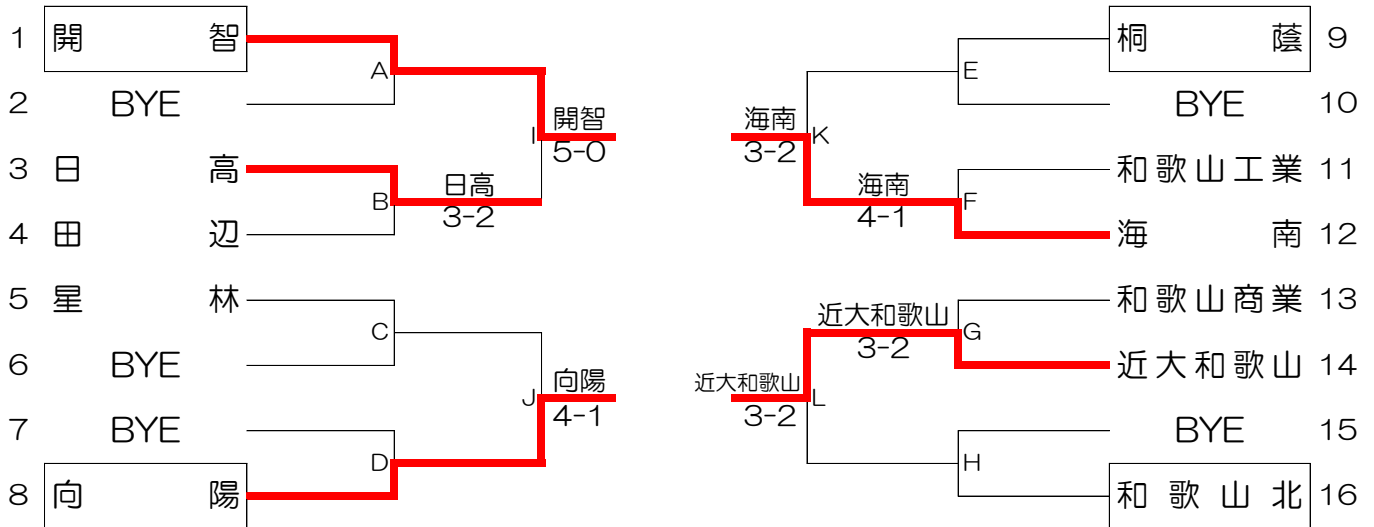 1 開智
A
2 BYE
I 開智
5-0
3 日高
B 日高
3-2
4 田辺
5 星林
C
6 BYE
J 向陽
4-1
7 BYE
D
8 向陽
桐蔭 9
E
BYE 10
海南 K
3-2
和歌山工業 11
海南 F
4-1
海南 12
和歌山商業 13
近大和歌山 G
3-2
近大和歌山 14
近大和歌山 L
3-2
BYE 15
H
和歌山北 16